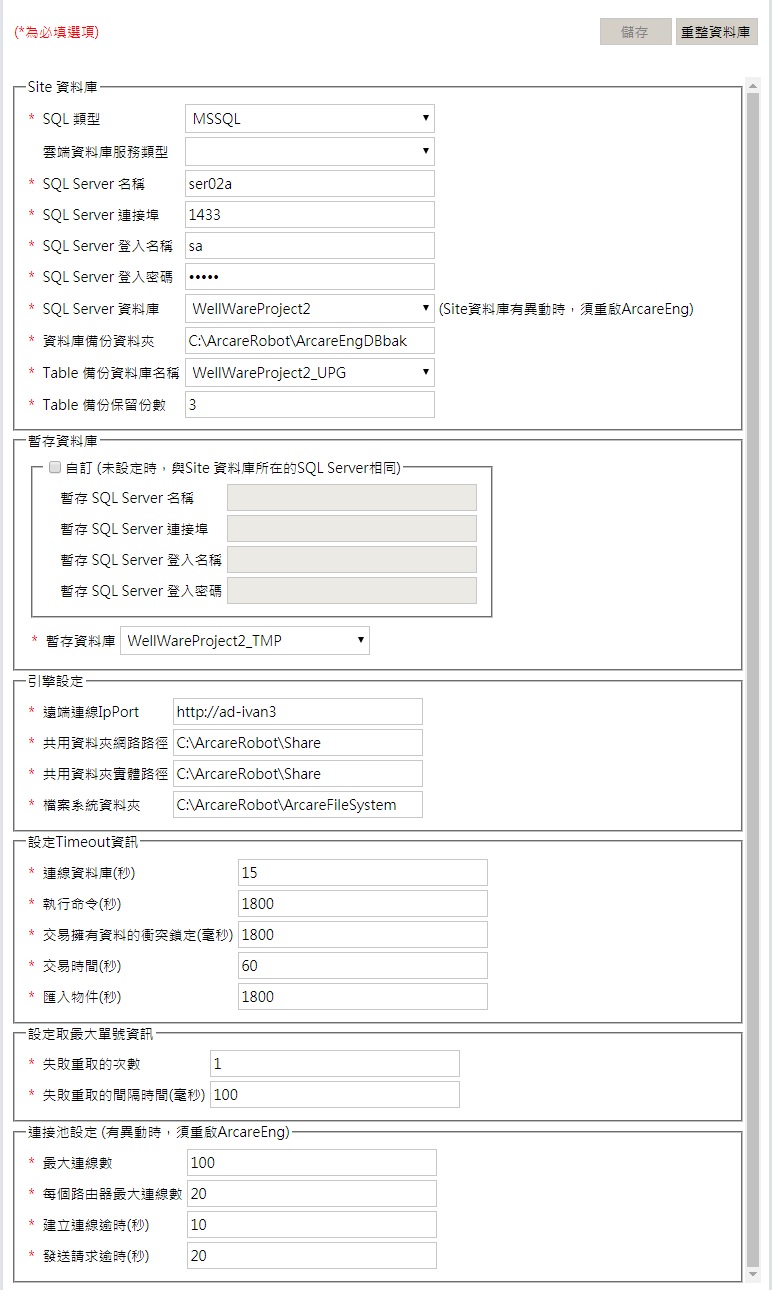 (*為必填選項)
儲存 重整資料庫
Site 資料庫
* SQL 類型 MSSQL
雲端資料庫服務類型
* SQL Server 名稱 ser02a
* SQL Server 連接埠 1433
* SQL Server 登入名稱 sa
* SQL Server 登入密碼 •••••
* SQL Server 資料庫 WellWareProject2 (Site資料庫有異動時，須重啟ArcareEng)
* 資料庫備份資料夾 C:\ArcareRobot\ArcareEngDBbak
* Table 備份資料庫名稱 WellWareProject2_UPG
* Table 備份保留份數 3
暫存資料庫
自訂 (未設定時，與Site 資料庫所在的SQL Server相同)
暫存 SQL Server 名稱
暫存 SQL Server 連接埠
暫存 SQL Server 登入名稱
暫存 SQL Server 登入密碼
* 暫存資料庫 WellWareProject2_TMP
引擎設定
* 遠端連線IpPort http://ad-ivan3
* 共用資料夾網路路徑 C:\ArcareRobot\Share
* 共用資料夾實體路徑 C:\ArcareRobot\Share
* 檔案系統資料夾 C:\ArcareRobot\ArcareFileSystem
設定Timeout資訊
* 連線資料庫(秒) 15
* 執行命令(秒) 1800
* 交易擁有資料的衝突鎖定(毫秒) 1800
* 交易時間(秒) 60
* 匯入物件(秒) 1800
設定取最大單號資訊
* 失敗重取的次數 1
* 失敗重取的間隔時間(毫秒) 100
連接池設定 (有異動時，須重啟ArcareEng)
* 最大連線數 100
* 每個路由器最大連線數 20
* 建立連線逾時(秒) 10
* 發送請求逾時(秒) 20